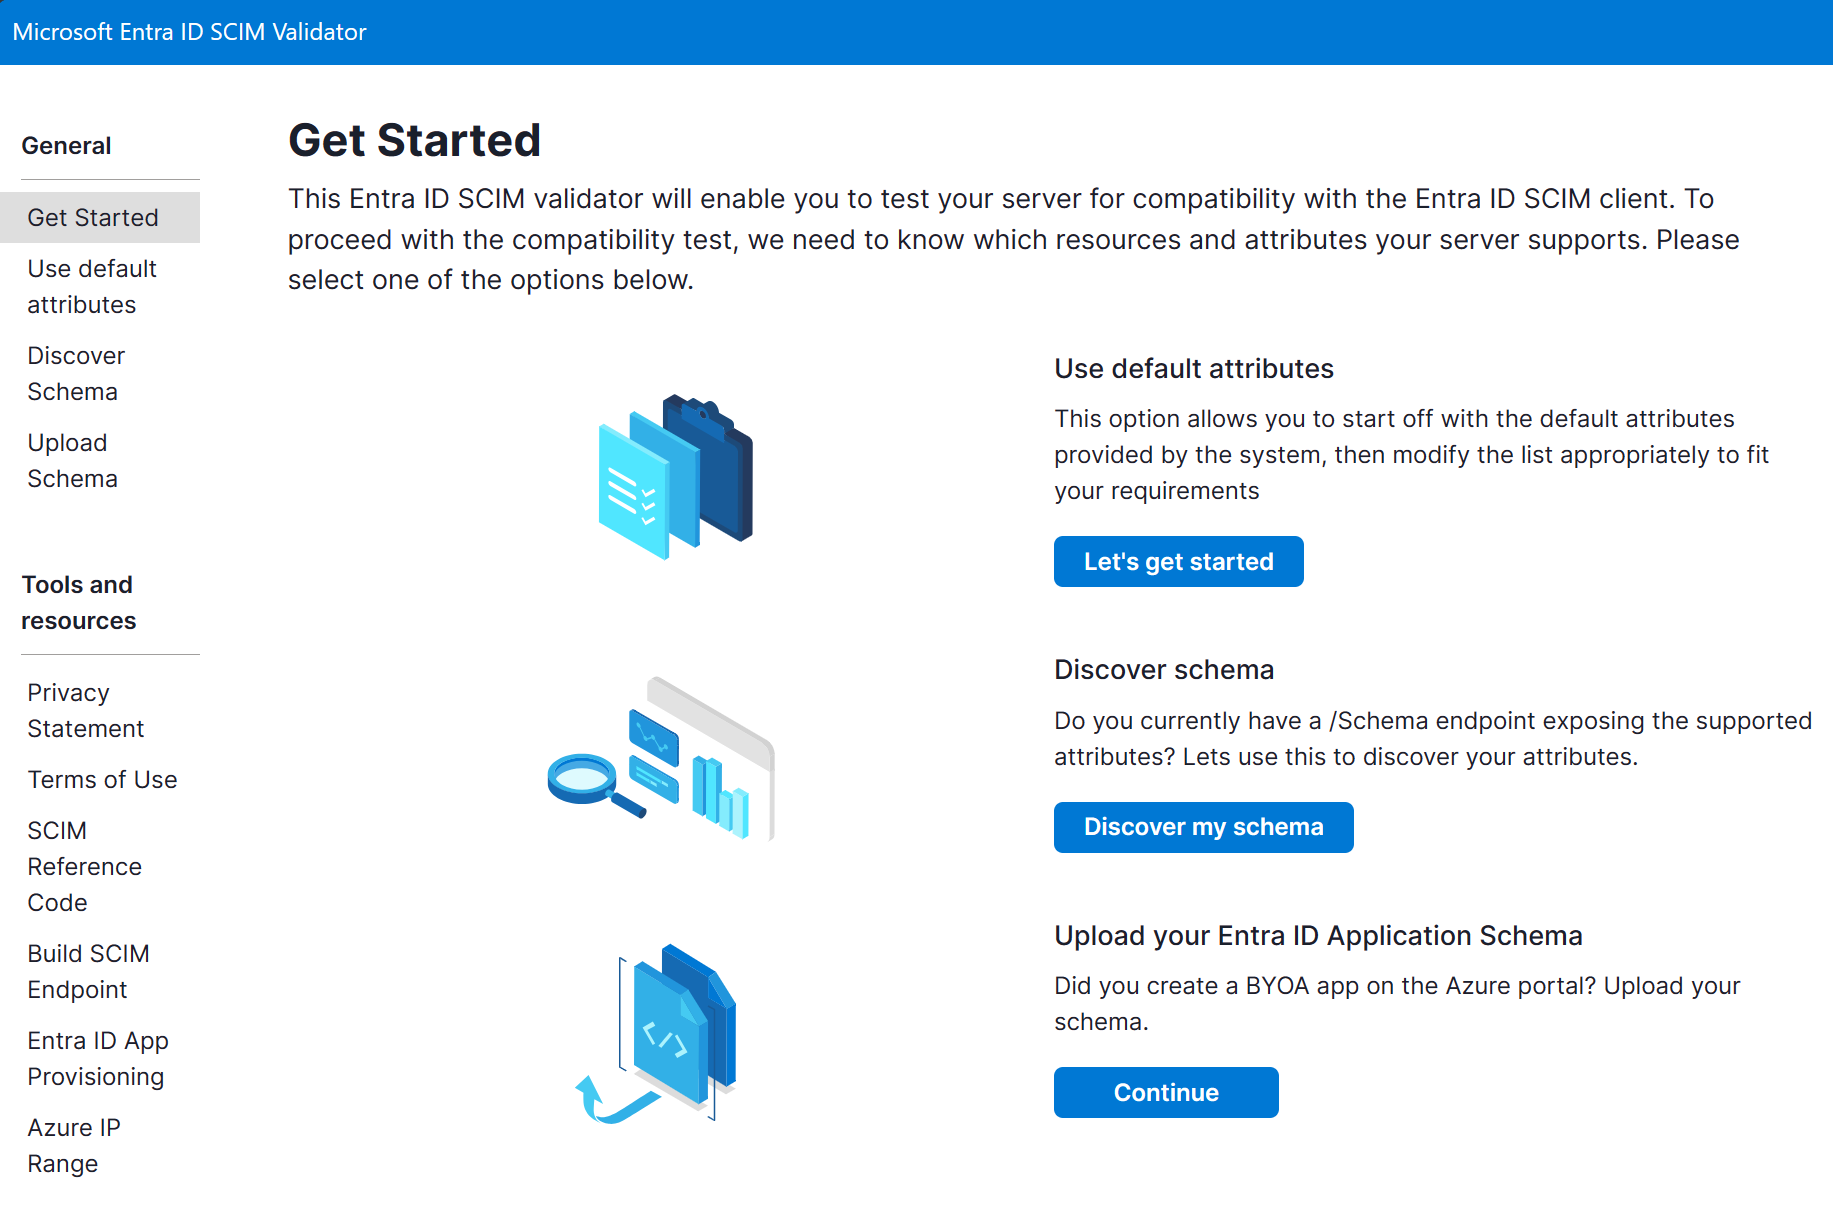 Microsoft Entra ID SCIM Validator
General
Get Started
Use default
attributes
Discover
Schema
Upload
Schema
Tools and
resources
Privacy
Statement
Terms of Use
SCIM
Reference
Code
Build SCIM
Endpoint
Entra ID App
Provisioning
Azure IP
Range
Get Started
This Entra ID SCIM validator will enable you to test your server for compatibility with the Entra ID SCIM client. To
proceed with the compatibility test, we need to know which resources and attributes your server supports. Please
select one of the options below.
Use default attributes
This option allows you to start off with the default attributes
provided by the system, then modify the list appropriately to fit
your requirements
Let's get started
Discover schema
Do you currently have a /Schema endpoint exposing the supported
attributes? Lets use this to discover your attributes.
Discover my schema
Upload your Entra ID Application Schema
Did you create a BYOA app on the Azure portal? Upload your
schema.
Continue